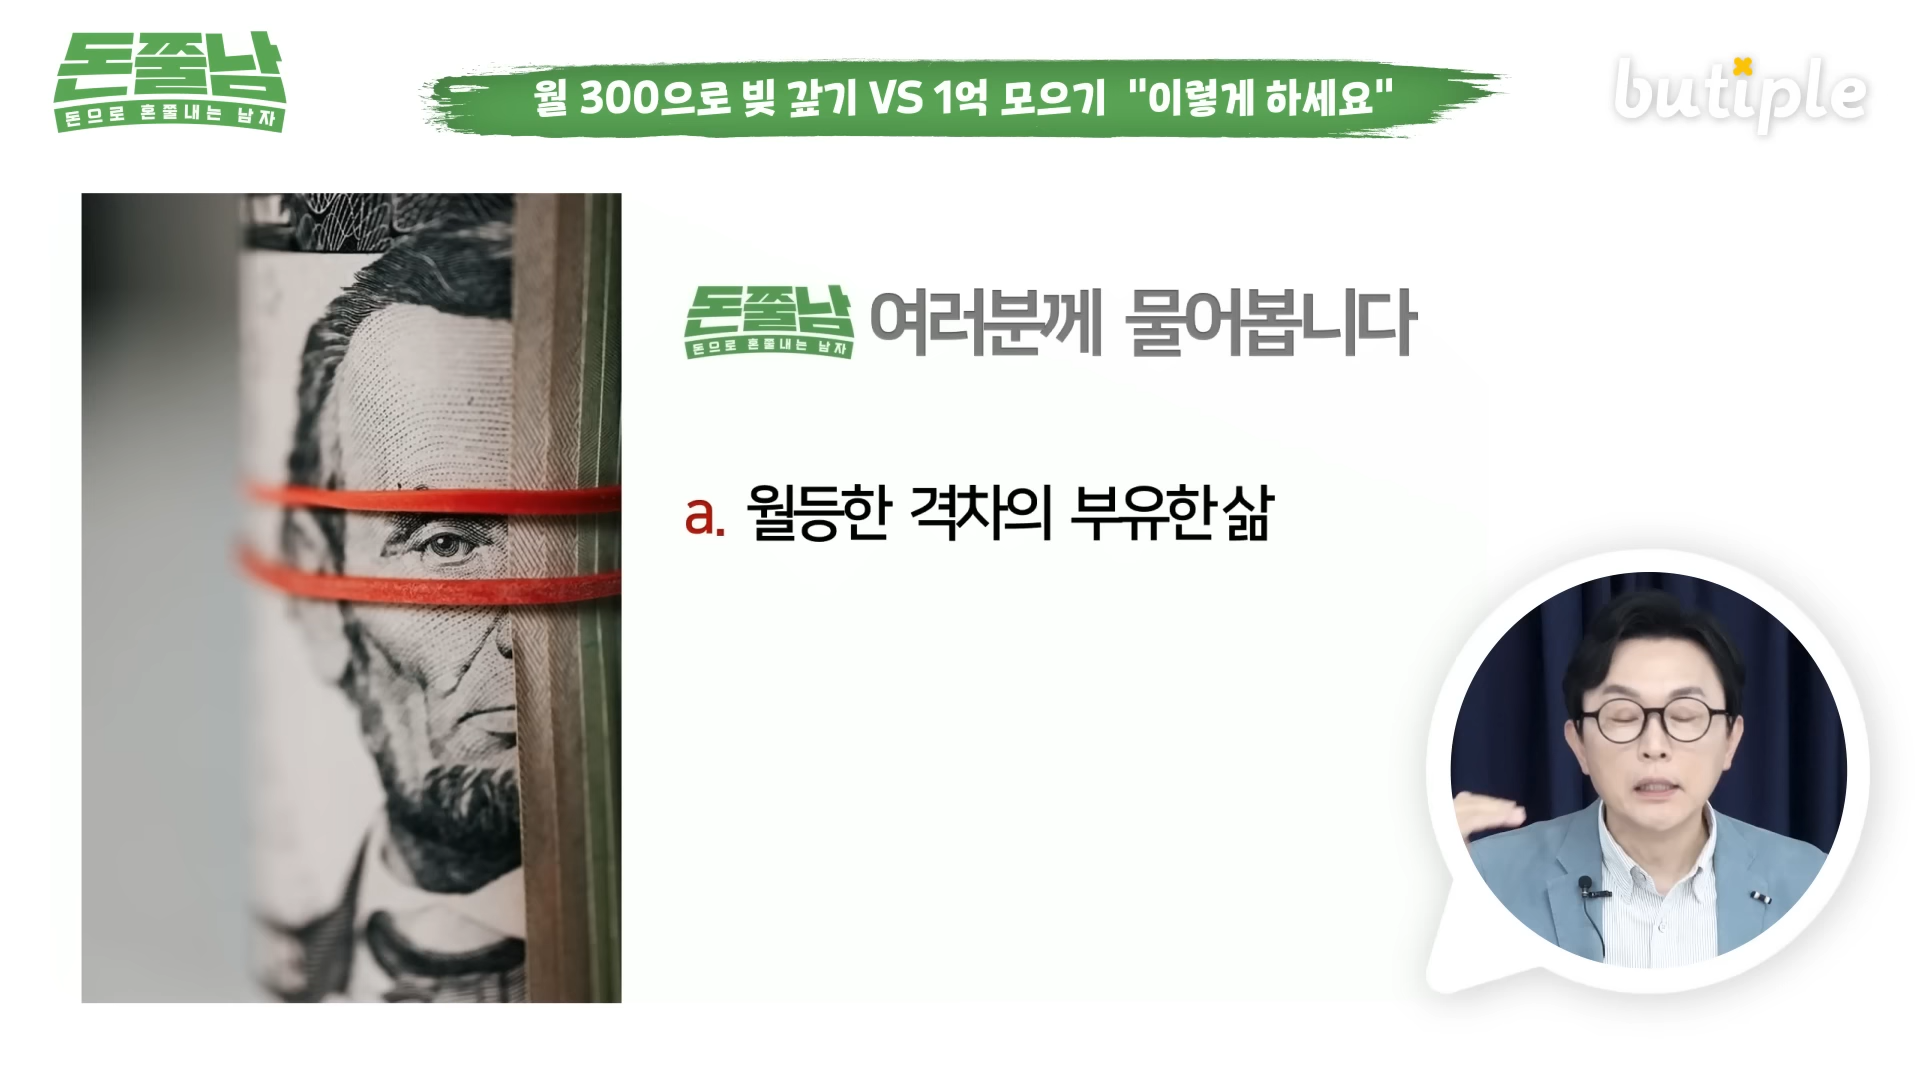 돈쭐남
돈으로 혼쭐내는 남자
월 300으로 빚 갚기 VS 1억 모으기 "이렇게 하세요"
butiple
돈쭐남 여러분께 물어봅니다
돈으로 혼쭐내는 남자
a. 월등한 격차의 부유한 삶